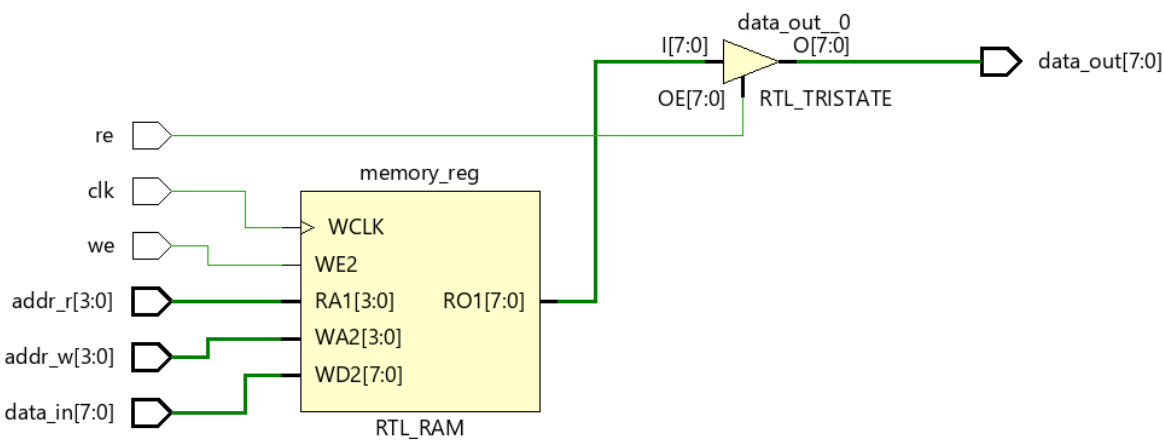 data_out__0
I[7:0] O[7:0]
data_out[7:0]
OE[7:0] RTL_TRISTATE
re
memory_reg
clk
WCLK
we
WE2
addr_r[3:0]
RA1[3:0] RO1[7:0]
addr_w[3:0]
WA2[3:0]
WD2[7:0]
data_in[7:0]
RTL_RAM